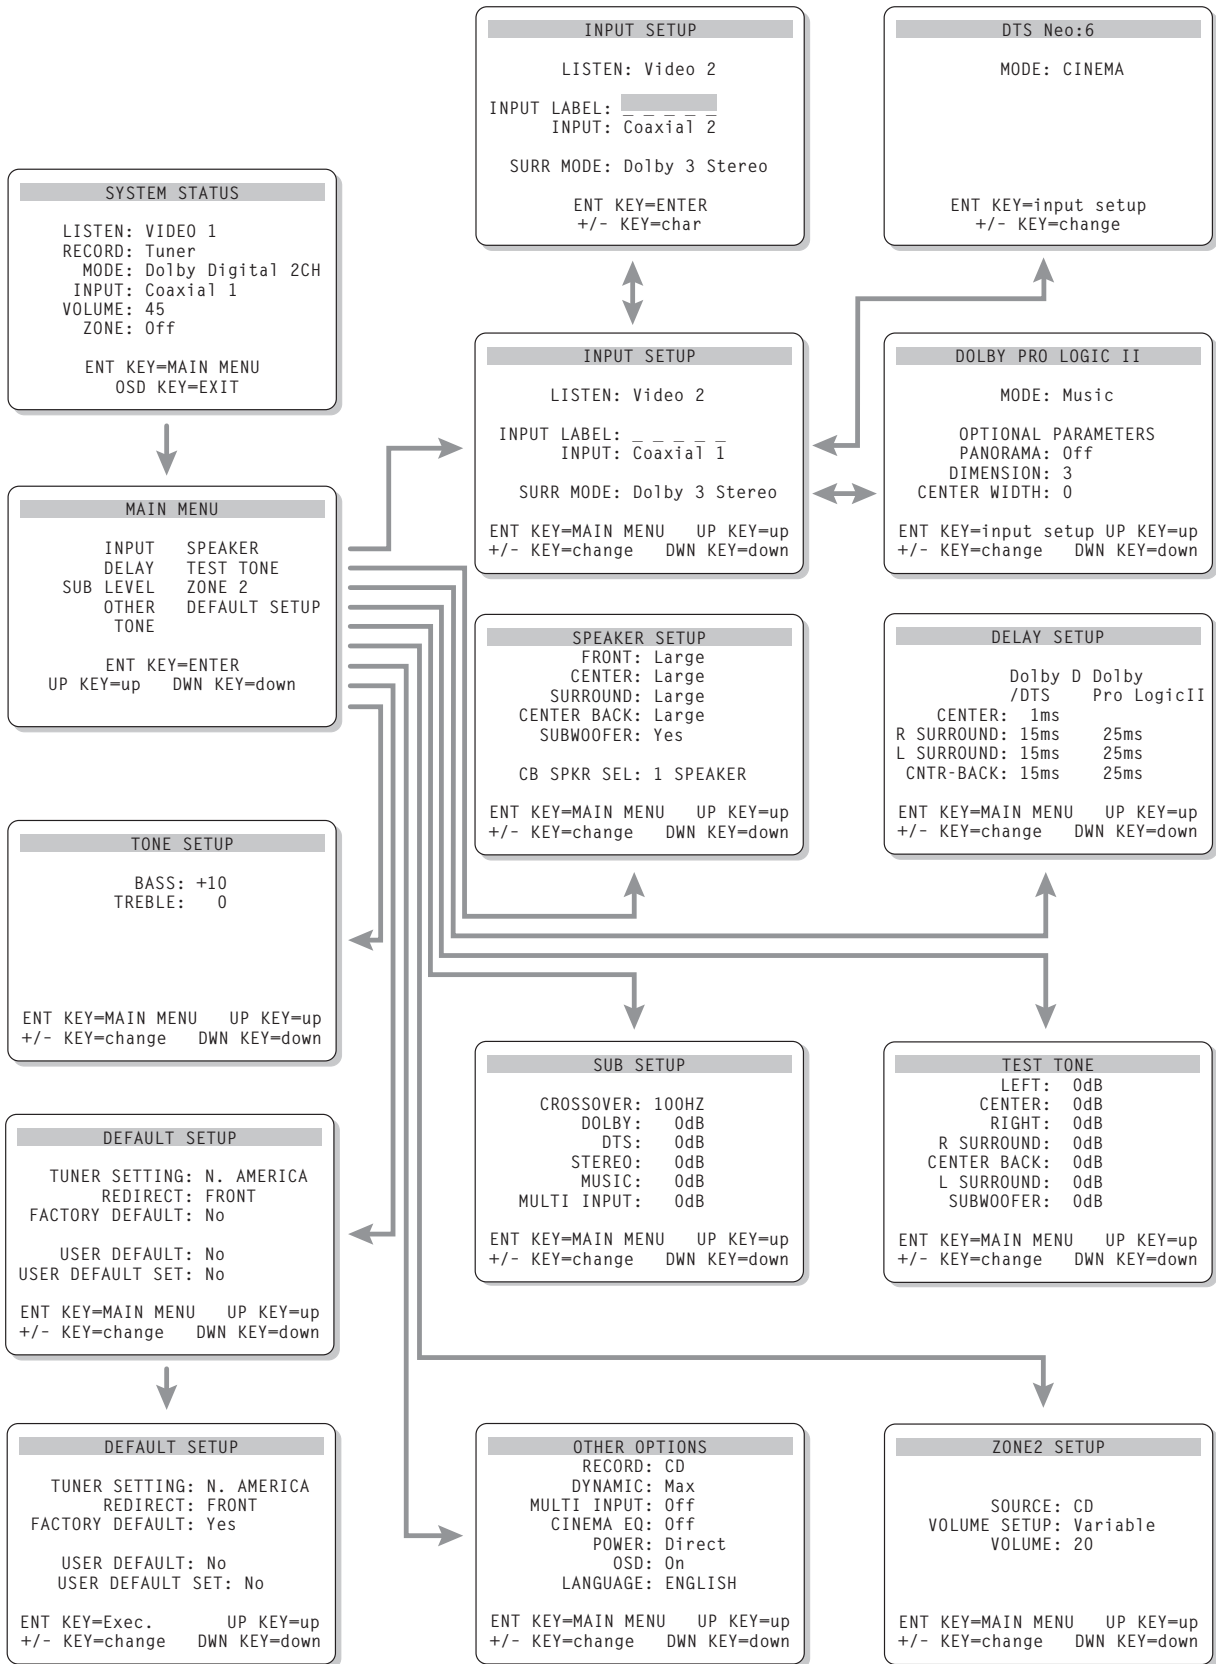 INPUT SETUP
LISTEN: Video 2
INPUT LABEL: _ _ _ _ _
INPUT: Coaxial 2
SURR MODE: Dolby 3 Stereo
ENT KEY=ENTER
+/- KEY=char
DTS Neo:6
MODE: CINEMA
ENT KEY=input setup
+/- KEY=change
SYSTEM STATUS
LISTEN: VIDEO 1
RECORD: Tuner
MODE: Dolby Digital 2CH
INPUT: Coaxial 1
VOLUME: 45
ZONE: Off
ENT KEY=MAIN MENU
OSD KEY=EXIT
INPUT SETUP
LISTEN: Video 2
INPUT LABEL: _ _ _ _ _
INPUT: Coaxial 1
SURR MODE: Dolby 3 Stereo
ENT KEY=MAIN MENU UP KEY=up
+/- KEY=change DWN KEY=down
DOLBY PRO LOGIC II
MODE: Music
OPTIONAL PARAMETERS
PANORAMA: Off
DIMENSION: 3
CENTER WIDTH: 0
ENT KEY=input setup UP KEY=up
+/- KEY=change DWN KEY=down
MAIN MENU
INPUT SPEAKER
DELAY TEST TONE
SUB LEVEL ZONE 2
OTHER DEFAULT SETUP
TONE
ENT KEY=ENTER
UP KEY=up DWN KEY=down
SPEAKER SETUP
FRONT: Large
CENTER: Large
SURROUND: Large
CENTER BACK: Large
SUBWOOFER: Yes
CB SPKR SEL: 1 SPEAKER
ENT KEY=MAIN MENU UP KEY=up
+/- KEY=change DWN KEY=down
DELAY SETUP
Dolby D Dolby
/DTS Pro LogicII
CENTER: 1ms
R SURROUND: 15ms 25ms
L SURROUND: 15ms 25ms
CNTR-BACK: 15ms 25ms
ENT KEY=MAIN MENU UP KEY=up
+/- KEY=change DWN KEY=down
TONE SETUP
BASS: +10
TREBLE: 0
ENT KEY=MAIN MENU UP KEY=up
+/- KEY=change DWN KEY=down
SUB SETUP
CROSSOVER: 100HZ
DOLBY: 0dB
DTS: 0dB
STEREO: 0dB
MUSIC: 0dB
MULTI INPUT: 0dB
ENT KEY=MAIN MENU UP KEY=up
+/- KEY=change DWN KEY=down
TEST TONE
LEFT: 0dB
CENTER: 0dB
RIGHT: 0dB
R SURROUND: 0dB
CENTER BACK: 0dB
L SURROUND: 0dB
SUBWOOFER: 0dB
ENT KEY=MAIN MENU UP KEY=up
+/- KEY=change DWN KEY=down
DEFAULT SETUP
TUNER SETTING: N. AMERICA
REDIRECT: FRONT
FACTORY DEFAULT: No
USER DEFAULT: No
USER DEFAULT SET: No
ENT KEY=MAIN MENU UP KEY=up
+/- KEY=change DWN KEY=down
DEFAULT SETUP
TUNER SETTING: N. AMERICA
REDIRECT: FRONT
FACTORY DEFAULT: Yes
USER DEFAULT: No
USER DEFAULT SET: No
ENT KEY=Exec. UP KEY=up
+/- KEY=change DWN KEY=down
OTHER OPTIONS
RECORD: CD
DYNAMIC: Max
MULTI INPUT: Off
CINEMA EQ: Off
POWER: Direct
OSD: On
LANGUAGE: ENGLISH
ENT KEY=MAIN MENU UP KEY=up
+/- KEY=change DWN KEY=down
ZONE2 SETUP
SOURCE: CD
VOLUME SETUP: Variable
VOLUME: 20
ENT KEY=MAIN MENU UP KEY=up
+/- KEY=change DWN KEY=down